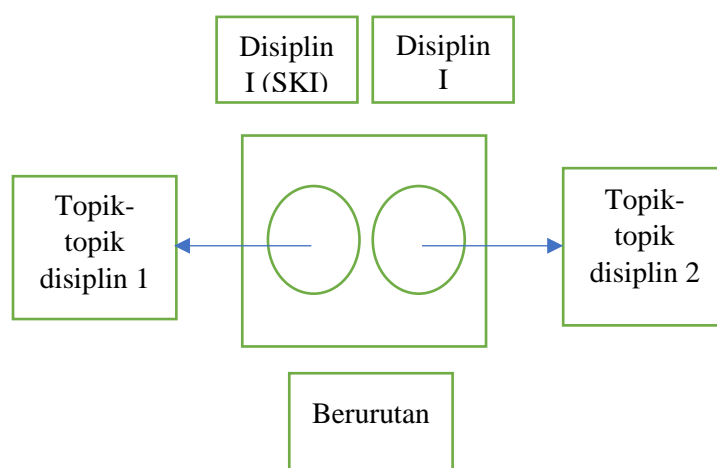 Disiplin
I (SKI)
Disiplin
I
Topik-
topik
disiplin 1
Topik-
topik
disiplin 2
Berurutan